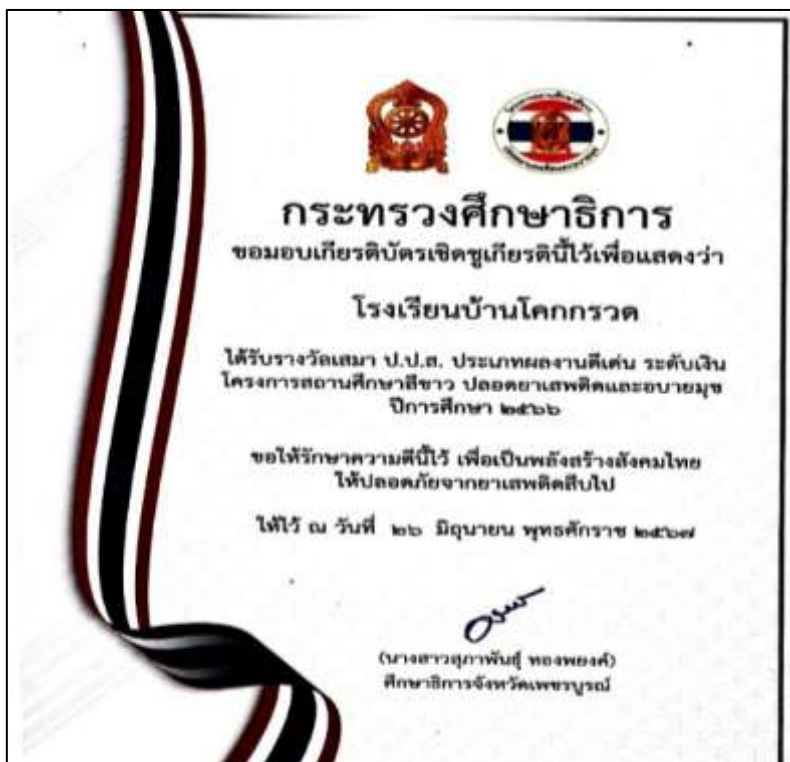 กระทรวงศึกษาธิการ
ขอมอบเกียรติบัตรเชิดชูเกียรตินี้ไว้เพื่อแสดงว่า
โรงเรียนบ้านโคกกรวด
ได้รับรางวัลเสมา ป.ป.ส. ประเภทผลงานดีเด่น ระดับเงิน
โครงการสถานศึกษาสีขาว ปลอดยาเสพติดและอบายมุข
ปีการศึกษา ๒๕๖๖
ขอให้รักษาความดีนี้ไว้ เพื่อเป็นพลังสร้างสังคมไทย
ให้ปลอดภัยจากยาเสพติดสืบไป
ให้ไว้ ณ วันที่ ๒๖ มิถุนายน พุทธศักราช ๒๕๖๗
(นางสาวสุภาพันธุ์ ทองพยงค์)
ศึกษาธิการจังหวัดเพชรบูรณ์